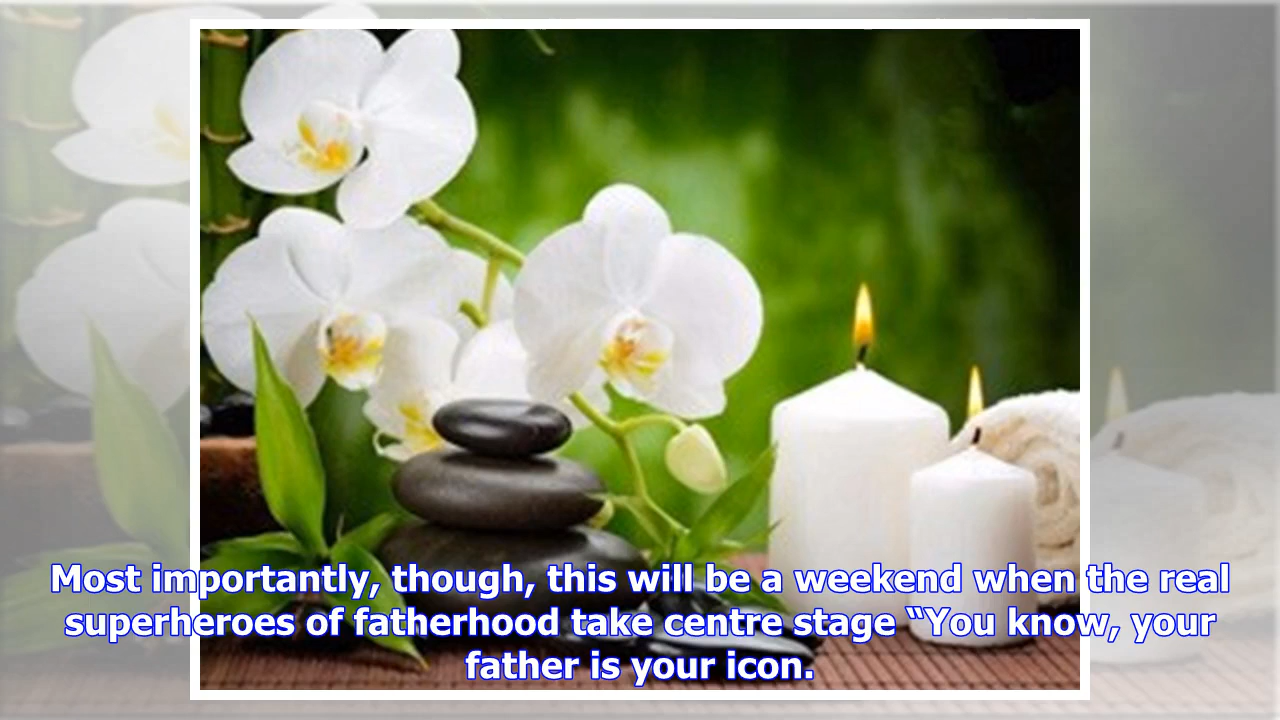 Most importantly, though, this will be a weekend when the real
superheroes of fatherhood take centre stage “You know, your
father is your icon.